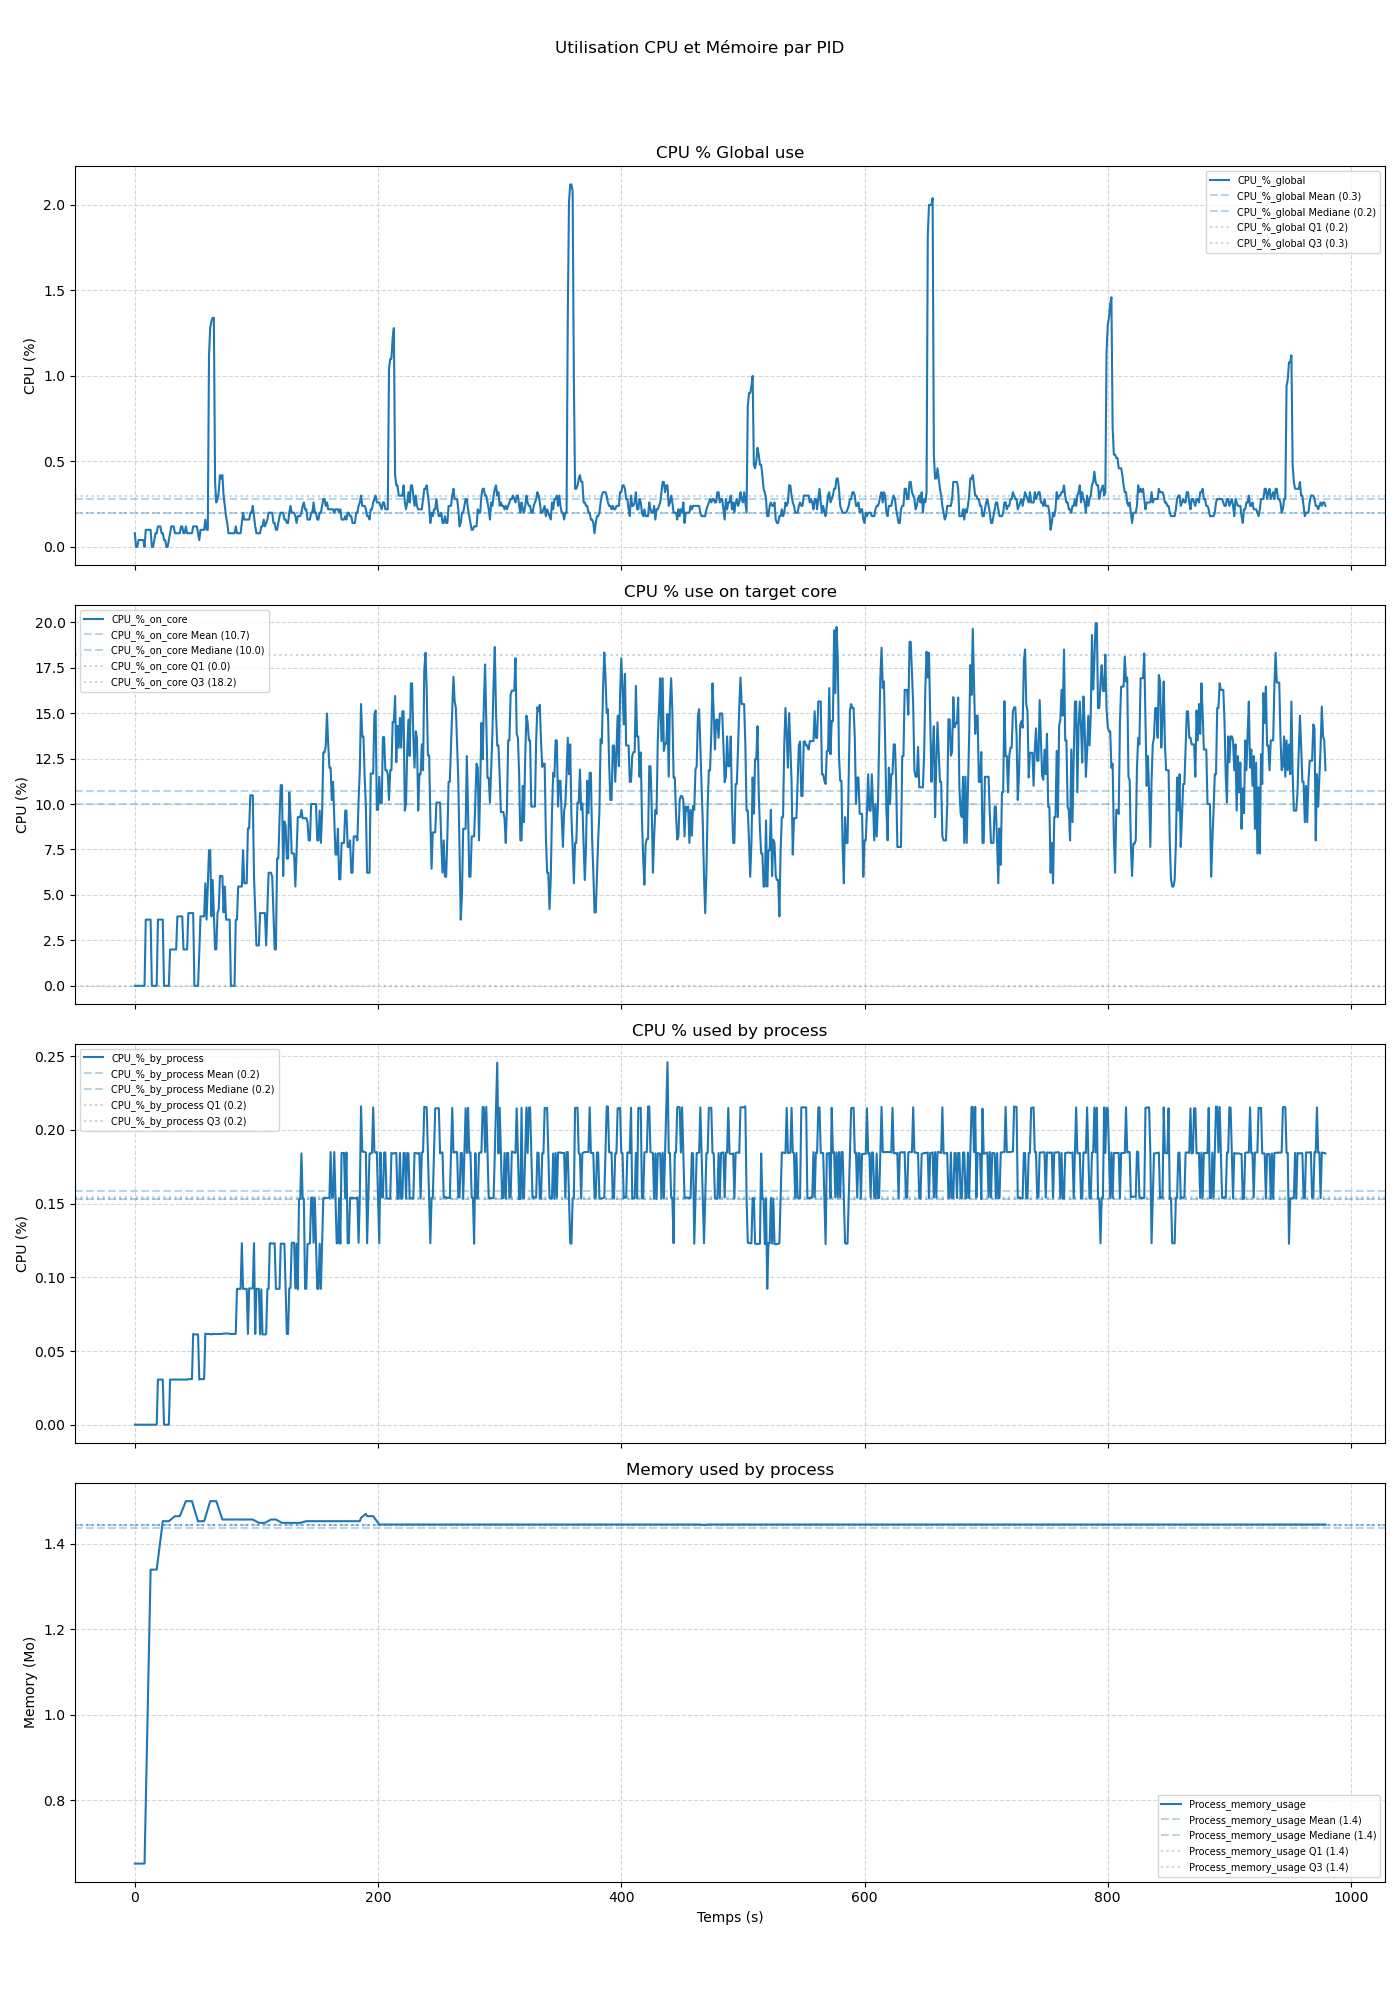 Utilisation CPU et Mémoire par PID
CPU % Global use
CPU (%)
2.0
1.5
1.0
0.5
0.0
CPU_%_global
CPU_%_global Mean (0.3)
CPU_%_global Mediane (0.2)
CPU_%_global Q1 (0.2)
CPU_%_global Q3 (0.3)
CPU % use on target core
CPU (%)
20.0
17.5
15.0
12.5
10.0
7.5
5.0
2.5
0.0
CPU_%_on_core
CPU_%_on_core Mean (10.7)
CPU_%_on_core Mediane (10.0)
CPU_%_on_core Q1 (0.0)
CPU_%_on_core Q3 (18.2)
CPU % used by process
CPU (%)
0.25
0.20
0.15
0.10
0.05
0.00
CPU_%_by_process
CPU_%_by_process Mean (0.2)
CPU_%_by_process Mediane (0.2)
CPU_%_by_process Q1 (0.2)
CPU_%_by_process Q3 (0.2)
Memory used by process
Memory (Mo)
1.4
1.2
1.0
0.8
Process_memory_usage
Process_memory_usage Mean (1.4)
Process_memory_usage Mediane (1.4)
Process_memory_usage Q1 (1.4)
Process_memory_usage Q3 (1.4)
0 200 400 600 800 1000
Temps (s)